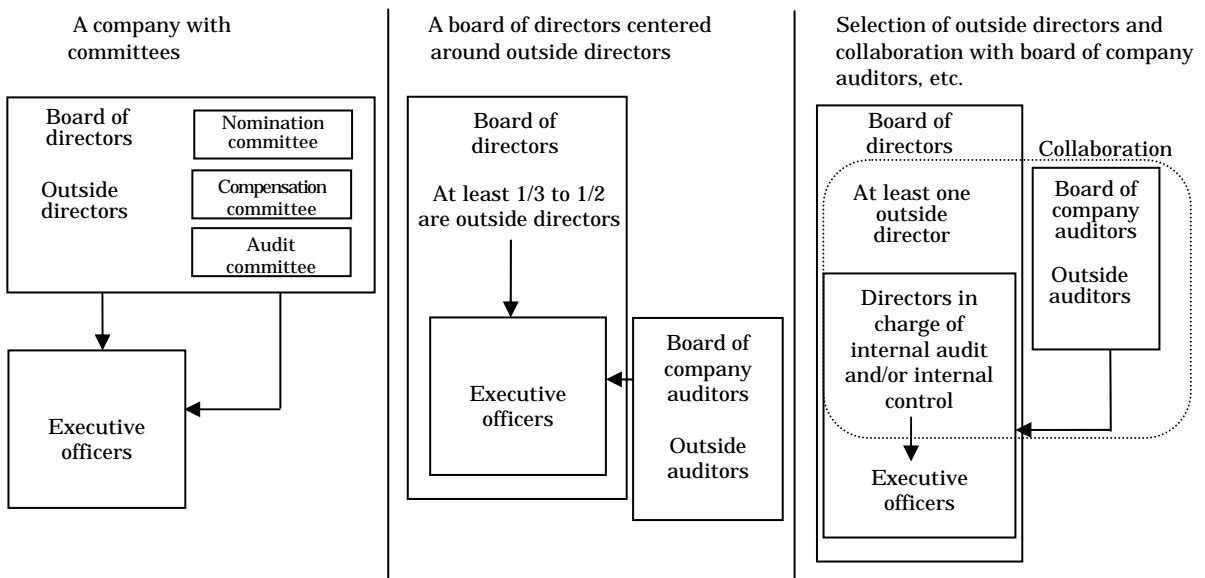 A company with
committees
Board of
directors
Outside
directors
Nomination
committee
Compensation
committee
Audit
committee
Executive
officers
A board of directors centered
around outside directors
Board of
directors
At least 1/3 to 1/2
are outside directors
Executive
officers
Board of
company
auditors
Outside
auditors
Selection of outside directors and
collaboration with board of company
auditors, etc.
Board of
directors
Collaboration
At least one
outside
director
Board of
company
auditors
Outside
auditors
Directors in
charge of
internal audit
and/or internal
control
Executive
officers